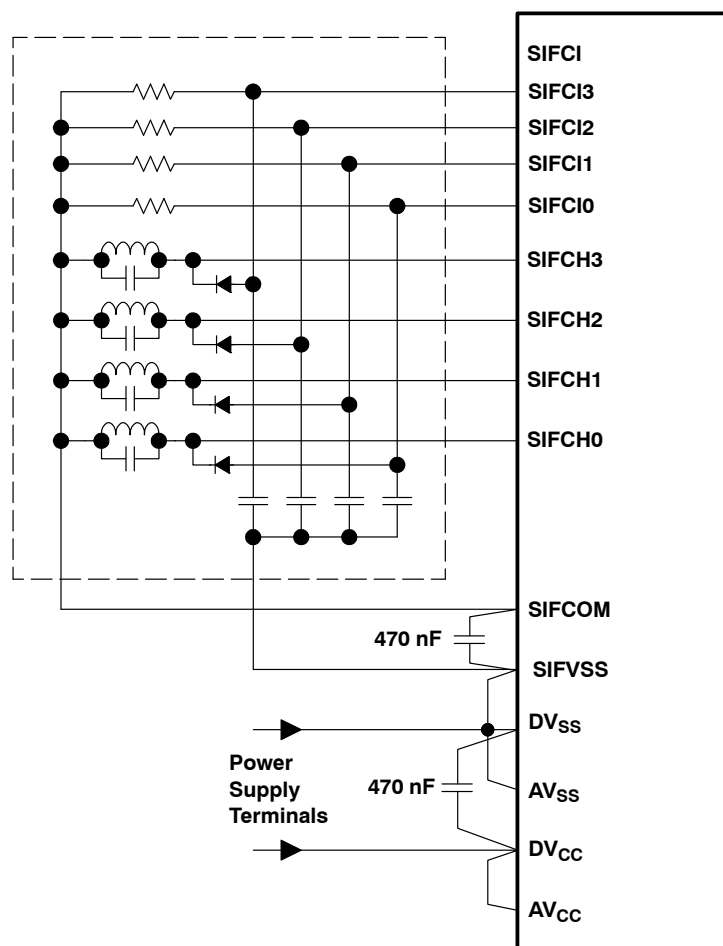 SIFCI
SIFCI3
SIFCI2
SIFCI1
SIFCI0
SIFCH3
SIFCH2
SIFCH1
SIFCH0
SIFCOM
470 nF
SIFVSS
DVSS
Power
Supply
Terminals
470 nF
AVSS
DVCC
AVCC